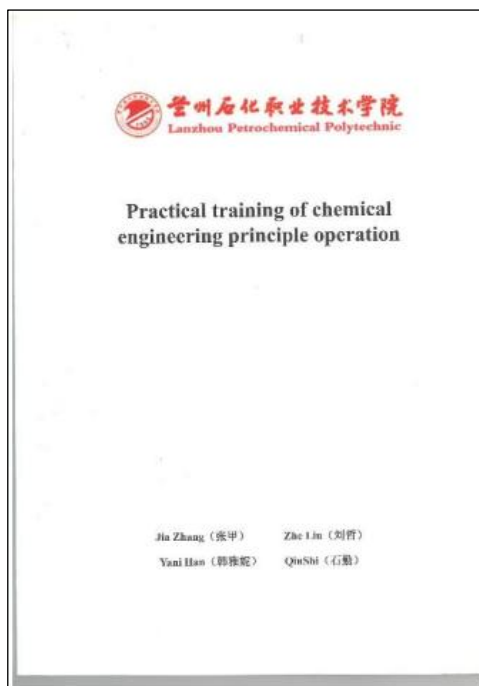 兰州石化职业技术学院
Lanzhou Petrochemical Polytechnic
Practical training of chemical
engineering principle operation
Jia Zhang（张甲） Zhe Liu（刘哲）
Yani Han（韩雅妮） QinShi（石勤）